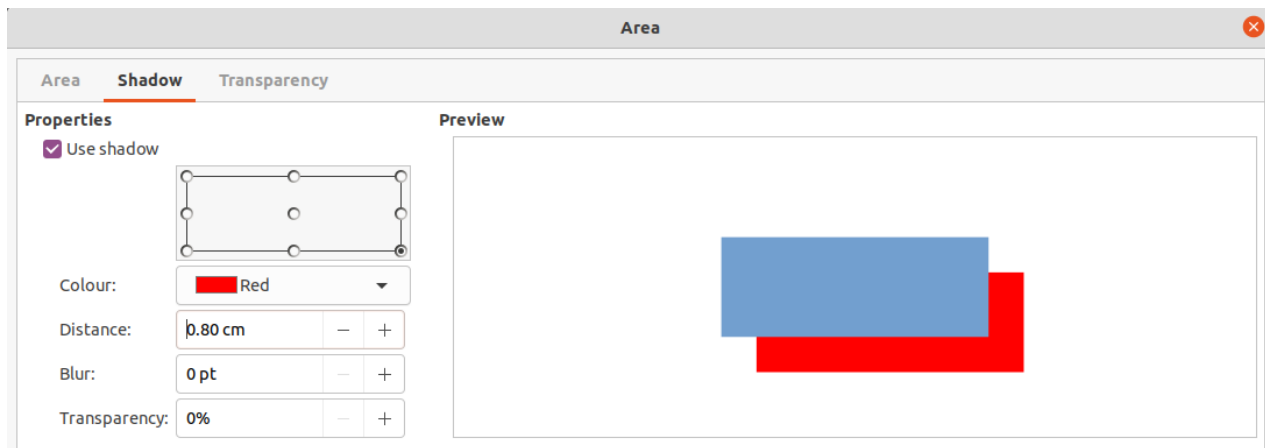 Area
Area Shadow Transparency
Properties
Use shadow
Colour: Red
Distance: 0.80 cm
Blur: 0 pt
Transparency: 0%
Preview